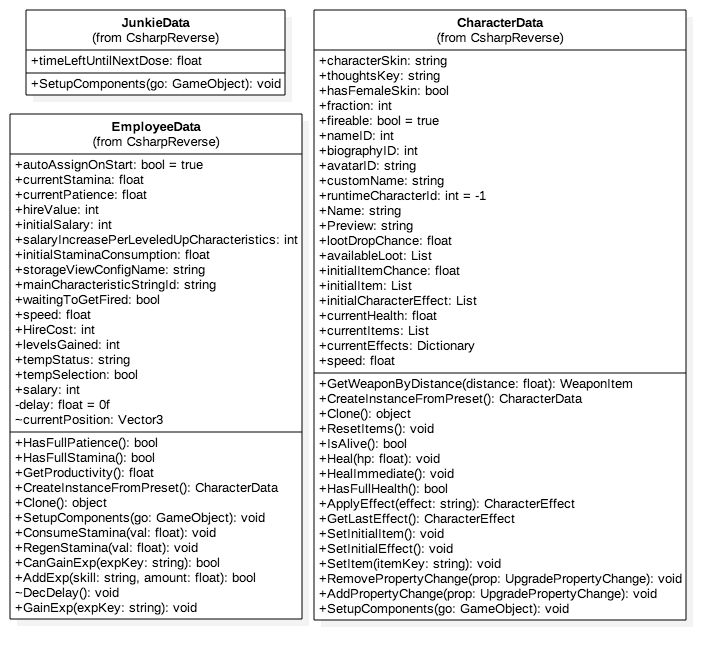 JunkieData
(from CsharpReverse)
+timeLeftUntilNextDose: float
+SetupComponents(go: GameObject): void
EmployeeData
(from CsharpReverse)
+autoAssignOnStart: bool = true
+currentStamina: float
+currentPatience: float
+hireValue: int
+initialSalary: int
+salaryIncreasePerLeveledUpCharacteristics: int
+initialStaminaConsumption: float
+storageViewConfigName: string
+mainCharacteristicStringId: string
+waitingToGetFired: bool
+speed: float
+HireCost: int
+levelsGained: int
+tempStatus: string
+tempSelection: bool
+salary: int
-delay: float = 0f
~currentPosition: Vector3
+HasFullPatience(): bool
+HasFullStamina(): bool
+GetProductivity(): float
+CreateInstanceFromPreset(): CharacterData
+Clone(): object
+SetupComponents(go: GameObject): void
+ConsumeStamina(val: float): void
+RegenStamina(val: float): void
+CanGainExp(expKey: string): bool
+AddExp(skill: string, amount: float): bool
~DecDelay(): void
+GainExp(expKey: string): void
CharacterData
(from CsharpReverse)
+characterSkin: string
+thoughtsKey: string
+hasFemaleSkin: bool
+fraction: int
+fireable: bool = true
+nameID: int
+biographyID: int
+avatarID: string
+customName: string
+runtimeCharacterId: int = -1
+Name: string
+Preview: string
+lootDropChance: float
+availableLoot: List
+initialItemChance: float
+initialItem: List
+initialCharacterEffect: List
+currentHealth: float
+currentItems: List
+currentEffects: Dictionary
+speed: float
+GetWeaponByDistance(distance: float): WeaponItem
+CreateInstanceFromPreset(): CharacterData
+Clone(): object
+ResetItems(): void
+IsAlive(): bool
+Heal(hp: float): void
+HealImmediate(): void
+HasFullHealth(): bool
+ApplyEffect(effect: string): CharacterEffect
+GetLastEffect(): CharacterEffect
+SetInitialItem(): void
+SetInitialEffect(): void
+SetItem(itemKey: string): void
+RemovePropertyChange(prop: UpgradePropertyChange): void
+AddPropertyChange(prop: UpgradePropertyChange): void
+SetupComponents(go: GameObject): void